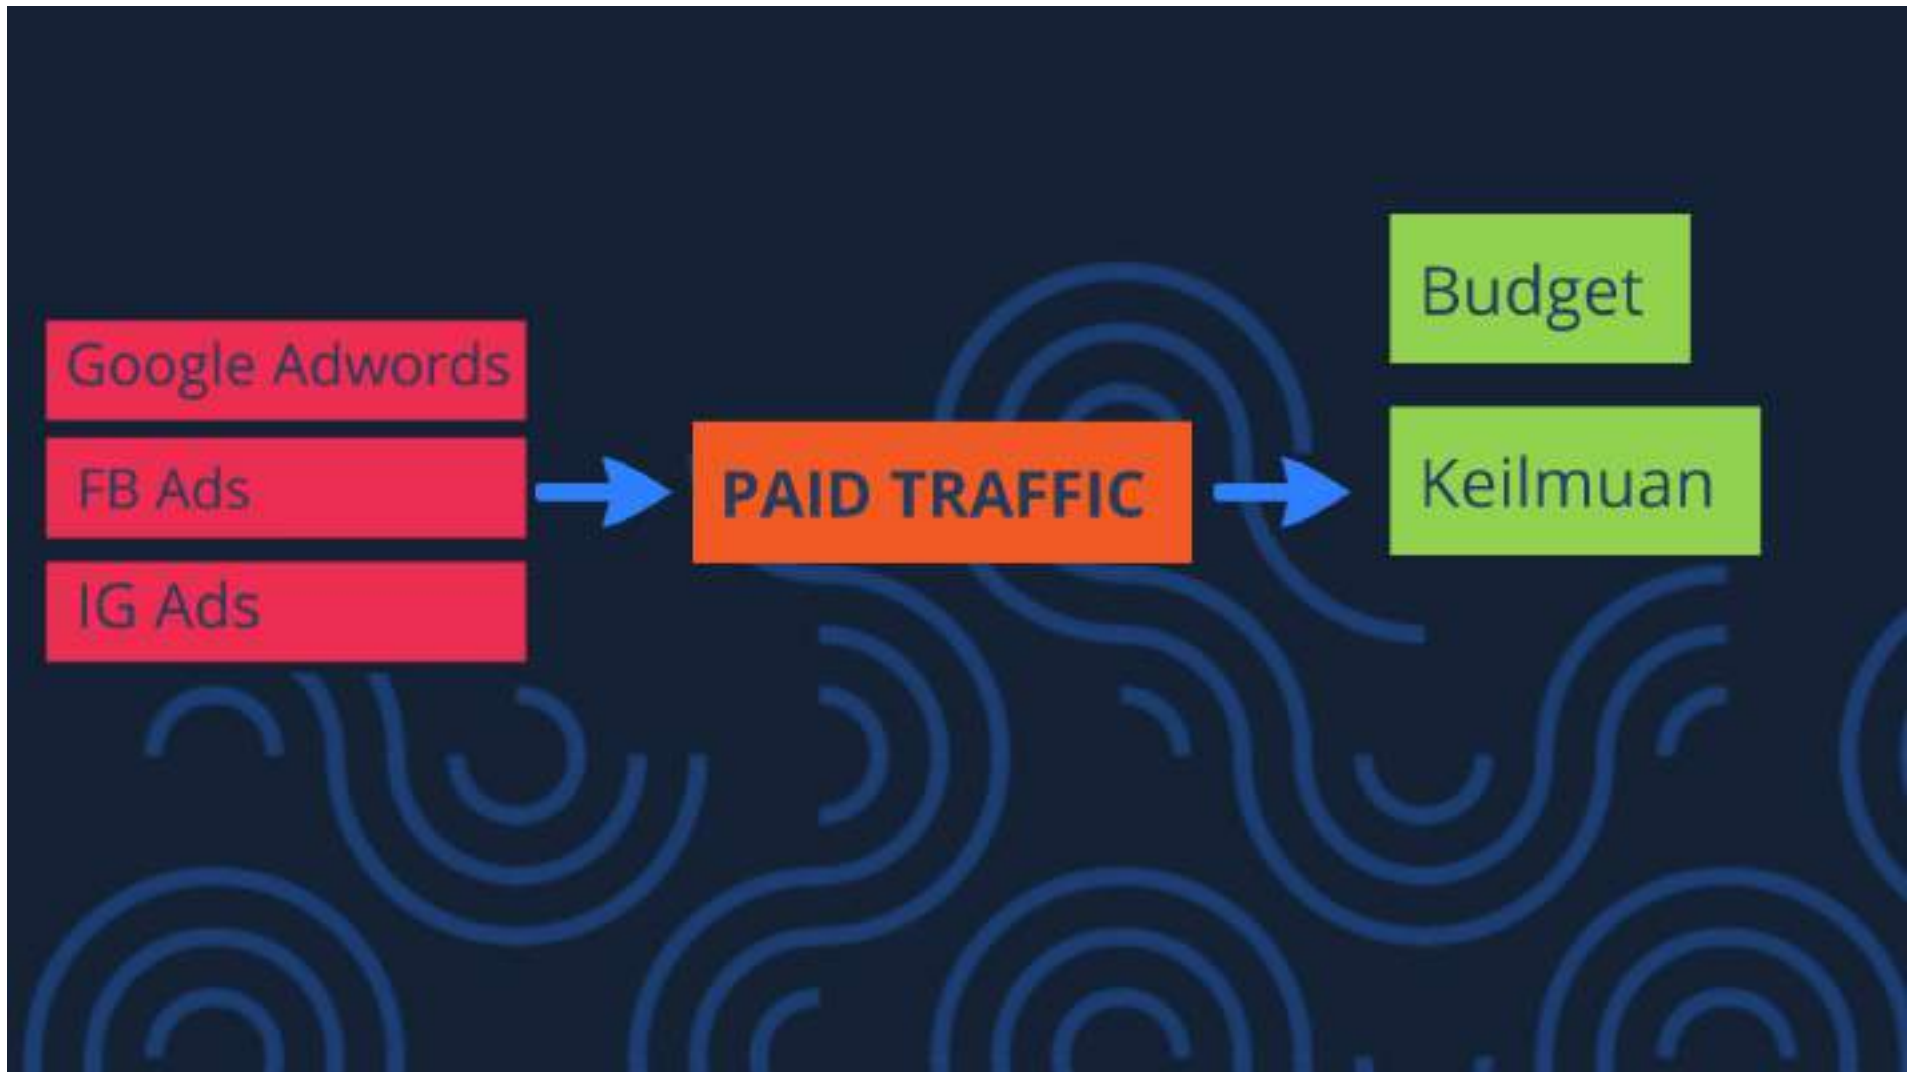 Google Adwords
FB Ads
IG Ads
PAID TRAFFIC
Budget
Keilmuan